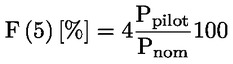 F (5) [%] = 4 P_pilot / P_nom 100